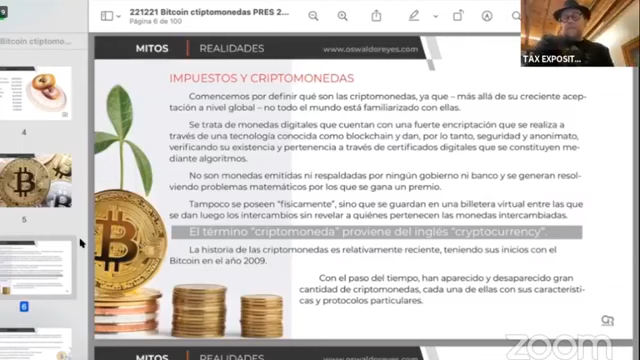 221221 Bitcoin ctiptomonedas PRES 2...
Página 6 de 100
Bitcoin ctiptomo...
4
5
6
MITOS | REALIDADES
www.oswaldoreyes.com
IMPUESTOS Y CRIPTOMONEDAS
Comencemos por definir qué son las criptomonedas, ya que – más allá de su creciente acep-
tación a nivel global – no todo el mundo está familiarizado con ellas.
Se trata de monedas digitales que cuentan con una fuerte encriptación que se realiza a
través de una tecnología conocida como blockchain y dan, por lo tanto, seguridad y anonimato,
verificando su existencia y pertenencia a través de certificados digitales que se constituyen me-
diante algoritmos.
No son monedas emitidas ni respaldadas por ningún gobierno ni banco y se generan resol-
viendo problemas matemáticos por los que se gana un premio.
Tampoco se poseen “físicamente”, sino que se guardan en una billetera virtual entre las que
se dan luego los intercambios sin revelar a quiénes pertenecen las monedas intercambiadas.
El término “criptomoneda” proviene del inglés “cryptocurrency”.
La historia de las criptomonedas es relativamente reciente, teniendo sus inicios con el
Bitcoin en el año 2009.
Con el paso del tiempo, han aparecido y desaparecido gran
cantidad de criptomonedas, cada una de ellas con sus característi-
cas y protocolos particulares.
MITOS | REALIDADES
www.oswaldoreyes.com
TAX EXPOSIT...
zoom